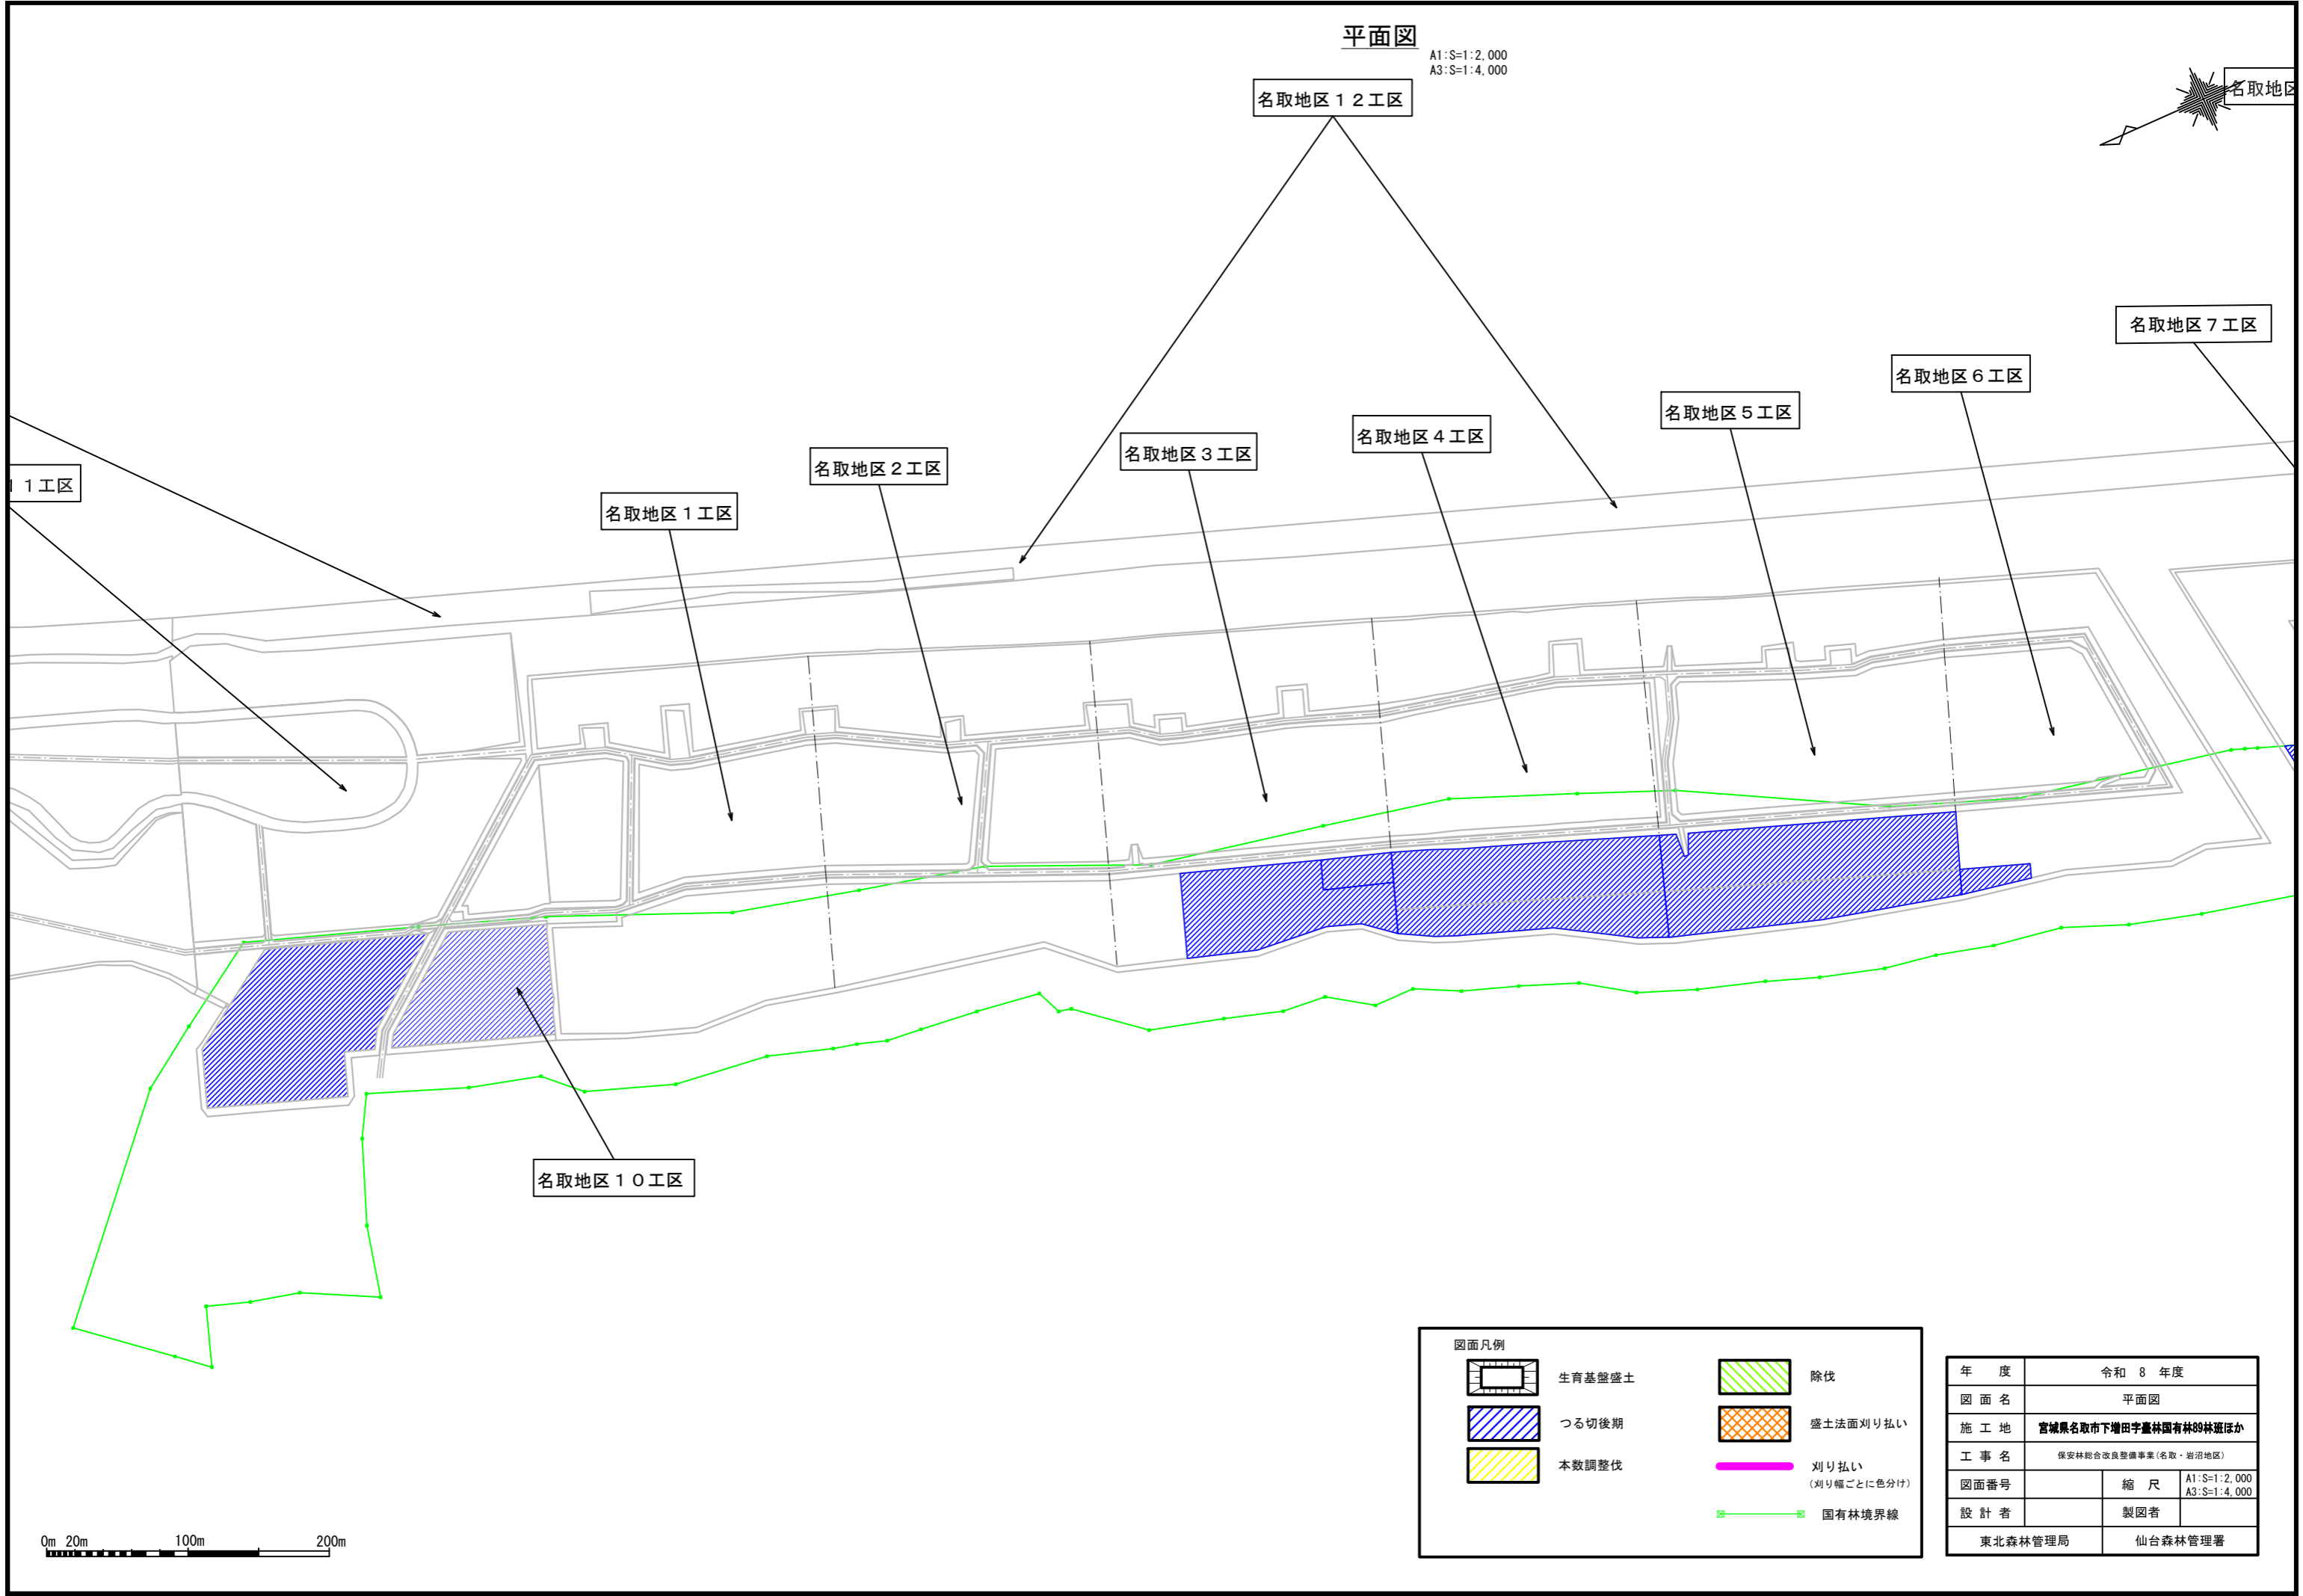 平面図
A1:S=1:2,000
A3:S=1:4,000
名取地区１２工区
名取地区
名取地区７工区
名取地区６工区
名取地区５工区
名取地区４工区
名取地区３工区
名取地区２工区
１工区
名取地区１工区
名取地区１０工区
図面凡例
生育基盤盛土
つる切後期
本数調整伐
除伐
盛土法面刈り払い
刈り払い
(刈り幅ごとに色分け)
国有林境界線
年 度 令和 8 年度
図 面 名 平面図
施 工 地 宮城県名取市下増田字臺林国有林89林班ほか
工 事 名 保安林総合改良整備事業(名取・岩沼地区)
図面番号 縮 尺 A1:S=1:2,000
A3:S=1:4,000
設 計 者 製図者
東北森林管理局 仙台森林管理署
0m 20m 100m 200m